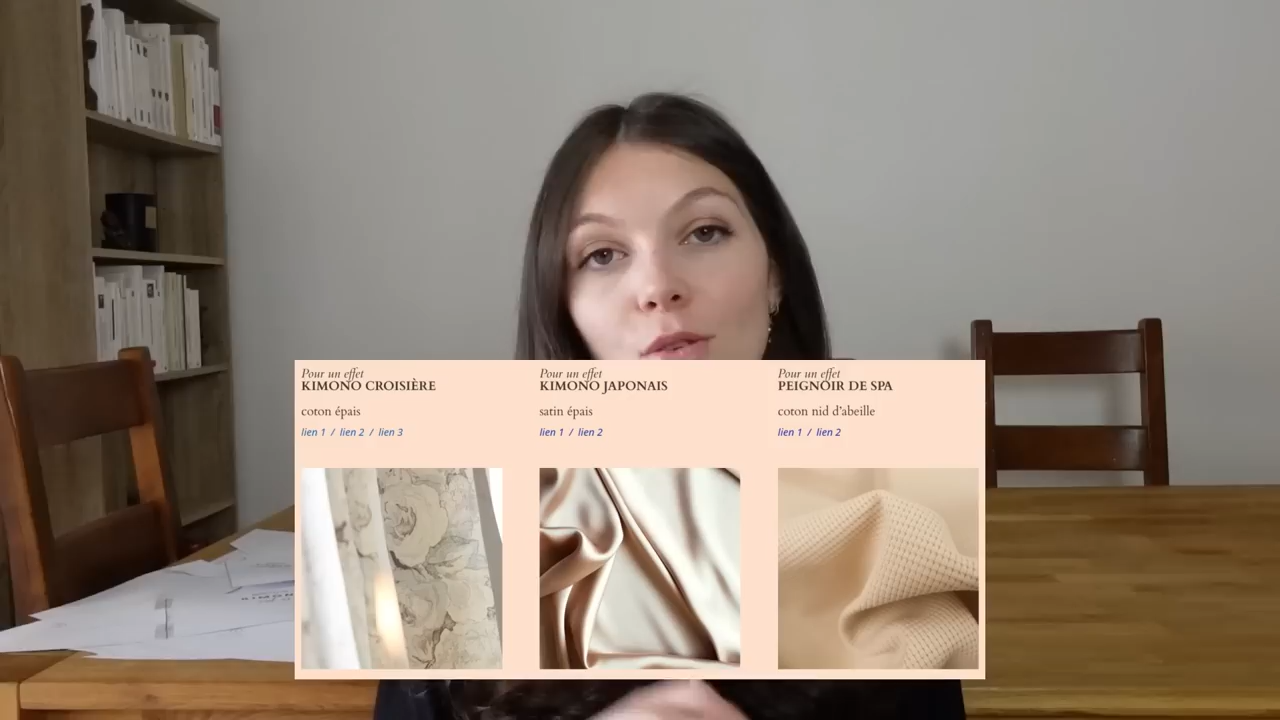 Pour un effet
KIMONO CROISIÈRE
coton épais
lien 1 / lien 2 / lien 3
Pour un effet
KIMONO JAPONAIS
satin épais
lien 1 / lien 2
Pour un effet
PEIGNOIR DE SPA
coton nid d'abeille
lien 1 / lien 2